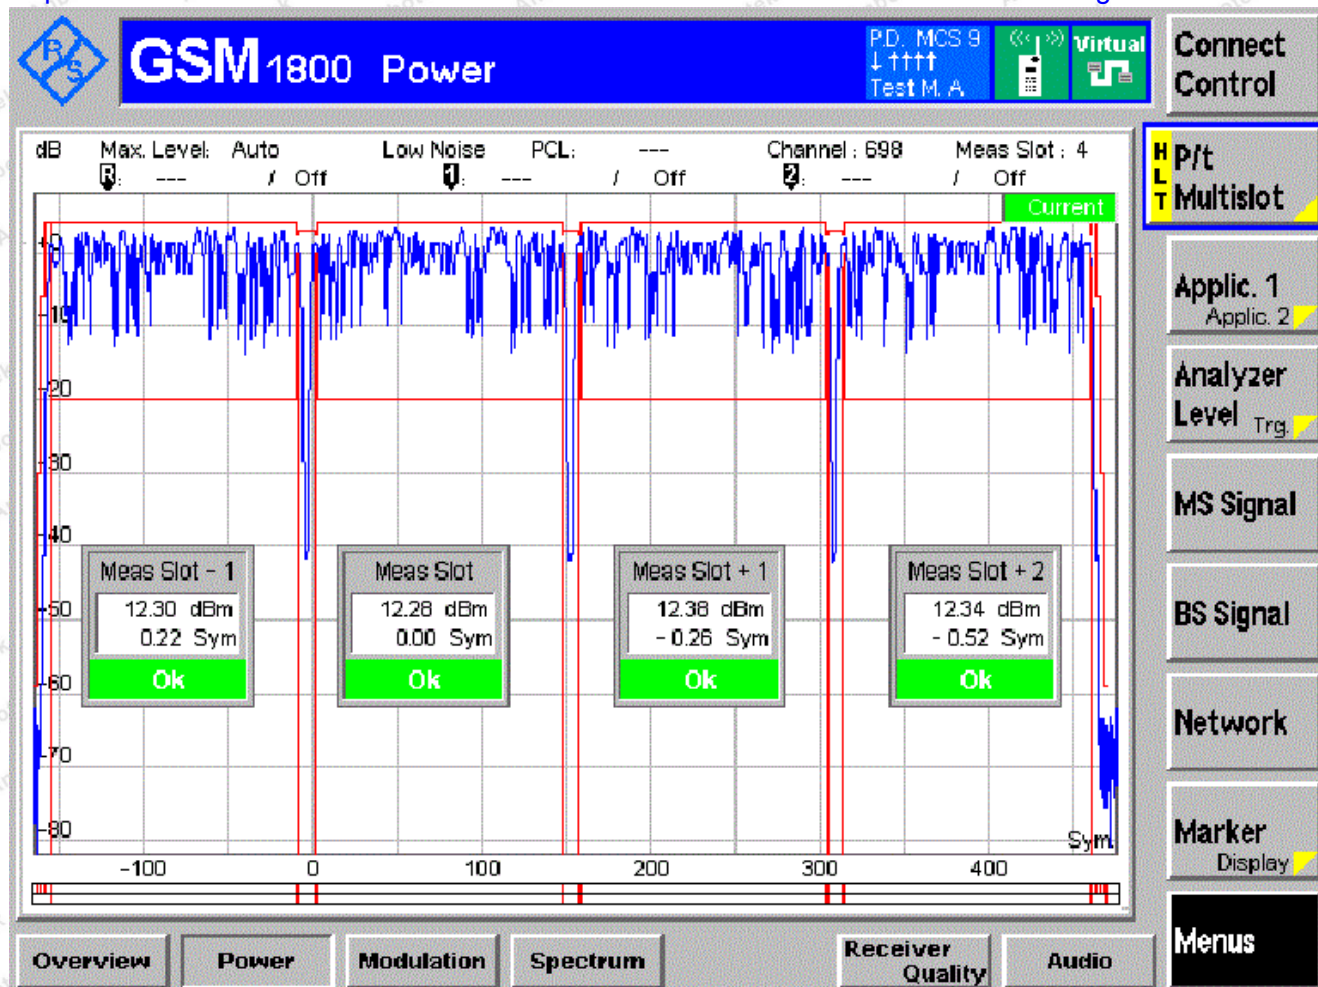 R/S
GSM 1800 Power
P.D. MCS 9
↓↑↑↑↑
Test M. A
Virtual
Connect
Control
dB Max. Level: Auto Low Noise PCL: --- Channel : 698 Meas Slot : 4
R: --- / Off 1: --- / Off 2: --- / Off
Current
HLT
P/t
Multislot
Applic. 1
Applic. 2
Analyzer
Level Trg.
MS Signal
BS Signal
Network
Marker
Display
Menus
+0
-10
-20
-30
-40
-50
-60
-70
-80
Meas Slot - 1
12.30 dBm
0.22 Sym
Ok
Meas Slot
12.28 dBm
0.00 Sym
Ok
Meas Slot + 1
12.38 dBm
- 0.26 Sym
Ok
Meas Slot + 2
12.34 dBm
- 0.52 Sym
Ok
Sym.
-100 0 100 200 300 400
Overview Power Modulation Spectrum Receiver Quality Audio